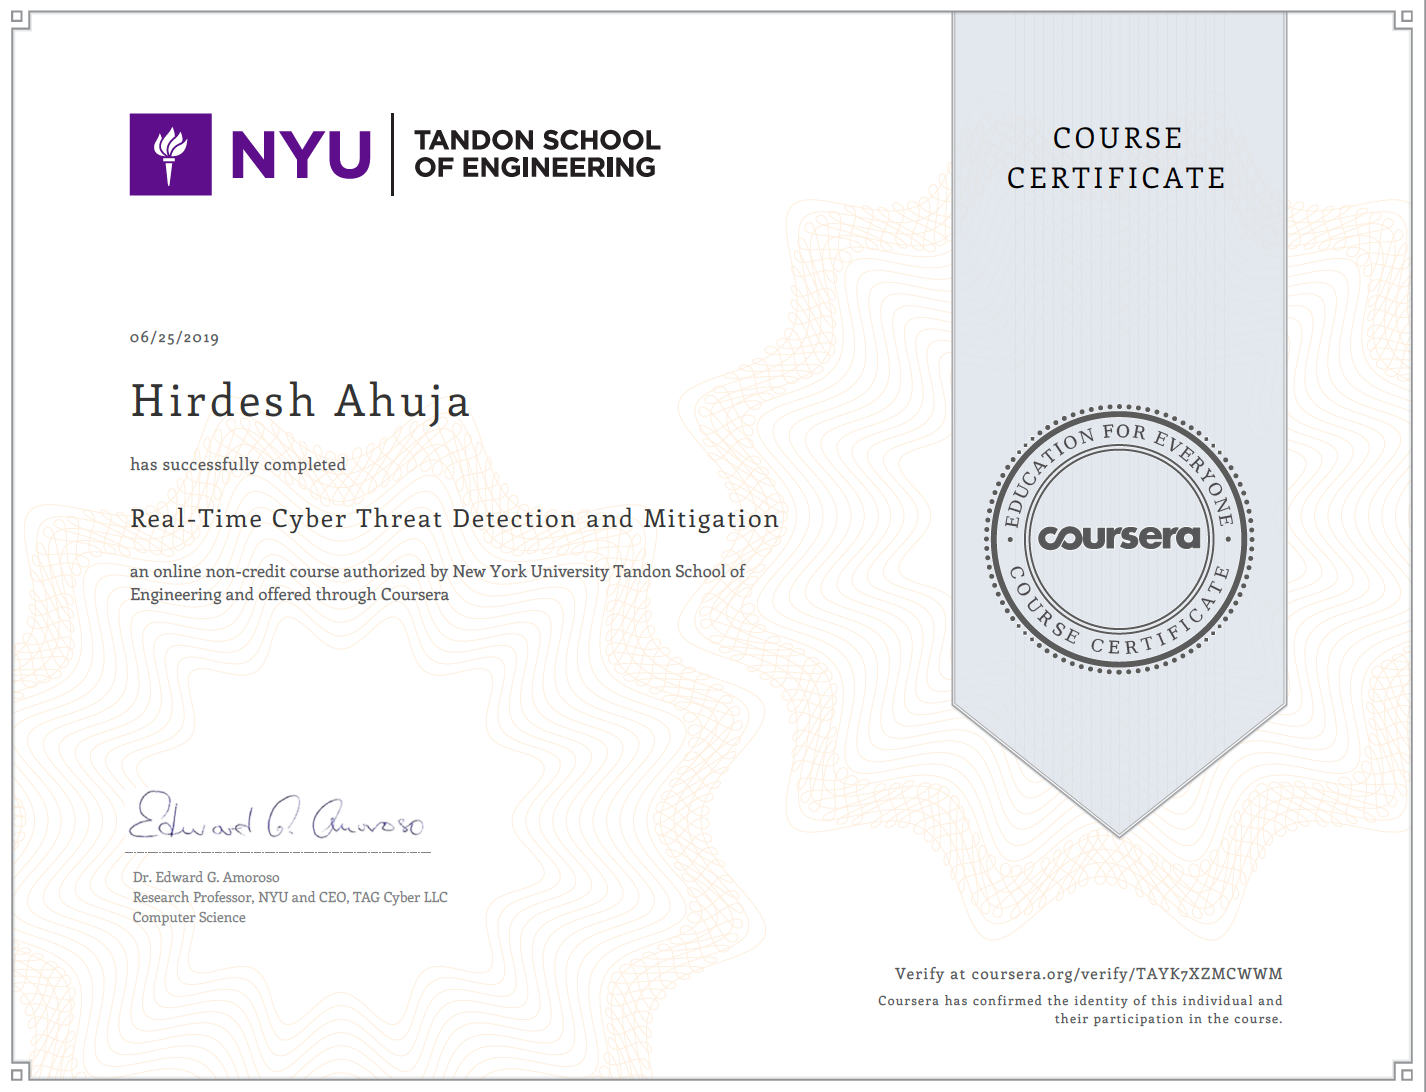 NYU
TANDON SCHOOL
OF ENGINEERING
COURSE
CERTIFICATE
06/25/2019
Hirdesh Ahuja
has successfully completed
Real-Time Cyber Threat Detection and Mitigation
an online non-credit course authorized by New York University Tandon School of
Engineering and offered through Coursera
EDUCATION FOR EVERYONE
coursera
COURSE CERTIFICATE
Edward G. Amoroso
Dr. Edward G. Amoroso
Research Professor, NYU and CEO, TAG Cyber LLC
Computer Science
Verify at coursera.org/verify/TAYK7XZMCWWM
Coursera has confirmed the identity of this individual and
their participation in the course.